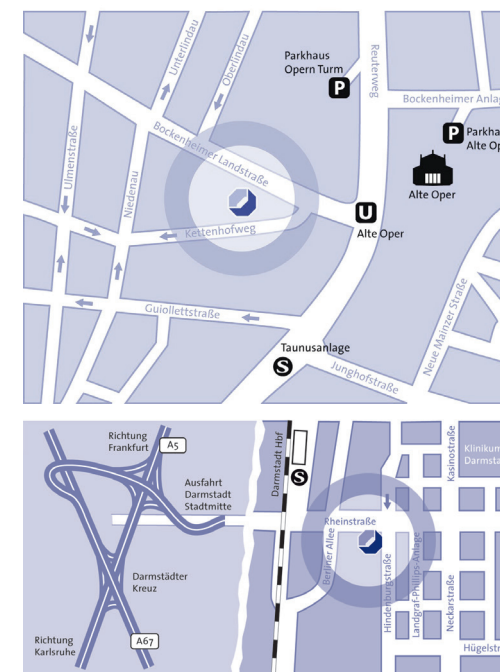 Parkhaus
Opern Turm
P
Reuterweg
Unterlindau
Oberlindau
Bockenheimer Anla
P
Parkha
Alte Op
Bockenheimer Landstraße
Ulmenstraße
Niedenau
Alte Oper
U
Alte Oper
Kettenhofweg
Guiollettstraße
Neue Mainzer Straße
Taunusanlage
S
Junghofstraße
Richtung
Frankfurt
A5
Darmstadt Hbf
S
Kasinostraße
Klinikum
Darmsta
Ausfahrt
Darmstadt
Stadtmitte
Rheinstraße
Berliner Allee
Hindenburgstraße
Landgraf-Philipps-Anlage
Neckarstraße
Darmstädter
Kreuz
A67
Richtung
Karlsruhe
Hügelstr